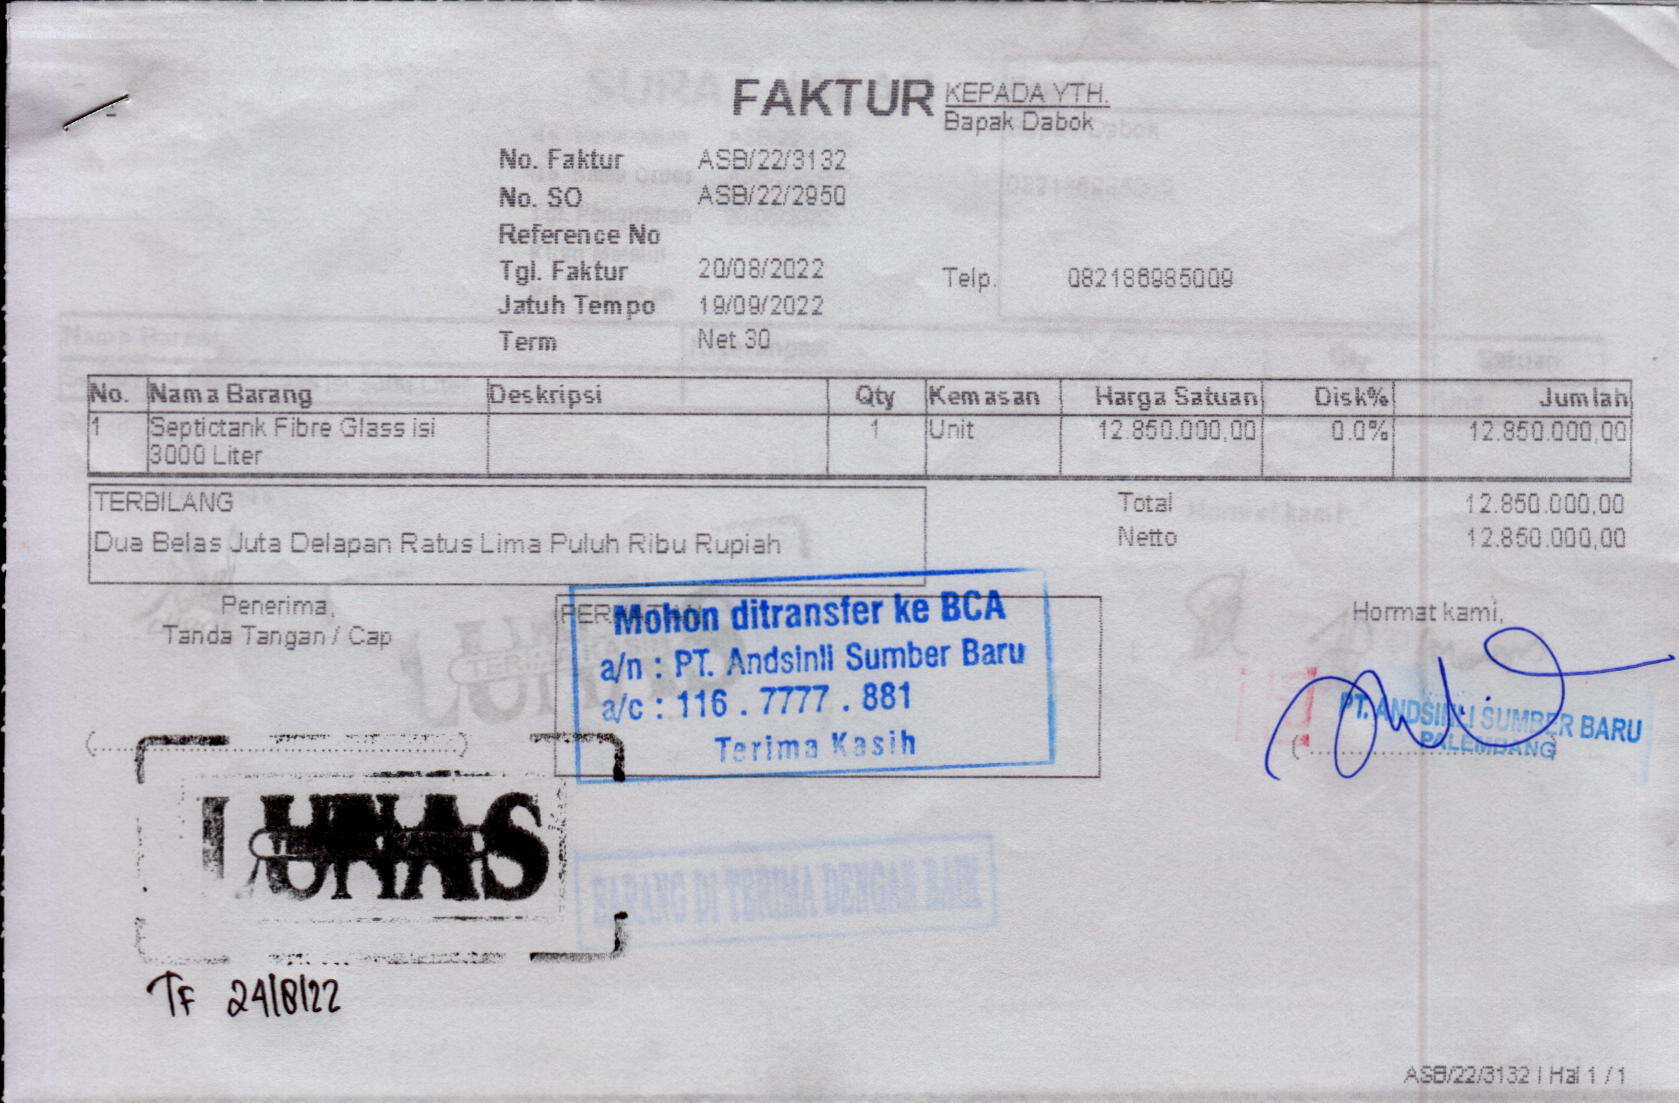 FAKTUR
KEPADA YTH.
Bapak Dabok
No. Faktur ASB/22/3132
No. SO ASB/22/2950
Reference No
Tgl. Faktur 20/08/2022
Telp. 082186985009
Jatuh Tempo 19/09/2022
Term Net 30
No. Nama Barang Deskripsi Qty Kemasan Harga Satuan Disk% Jumlah
1 Septictank Fibre Glass isi 1 Unit 12.850.000,00 0.0% 12.850.000,00
3000 Liter
TERBILANG
Dua Belas Juta Delapan Ratus Lima Puluh Ribu Rupiah
Total 12.850.000,00
Netto 12.850.000,00
Penerima,
Tanda Tangan / Cap
Mohon ditransfer ke BCA
a/n : PT. Andsinli Sumber Baru
a/c : 116 . 7777 . 881
Terima Kasih
Hormat kami,
PT. ANDSINLI SUMBER BARU
PALEMBANG
LUNAS
BARANG DI TERIMA DENGAN BAIK
TF 24/8/22
ASB/22/3132 | Hal 1 / 1